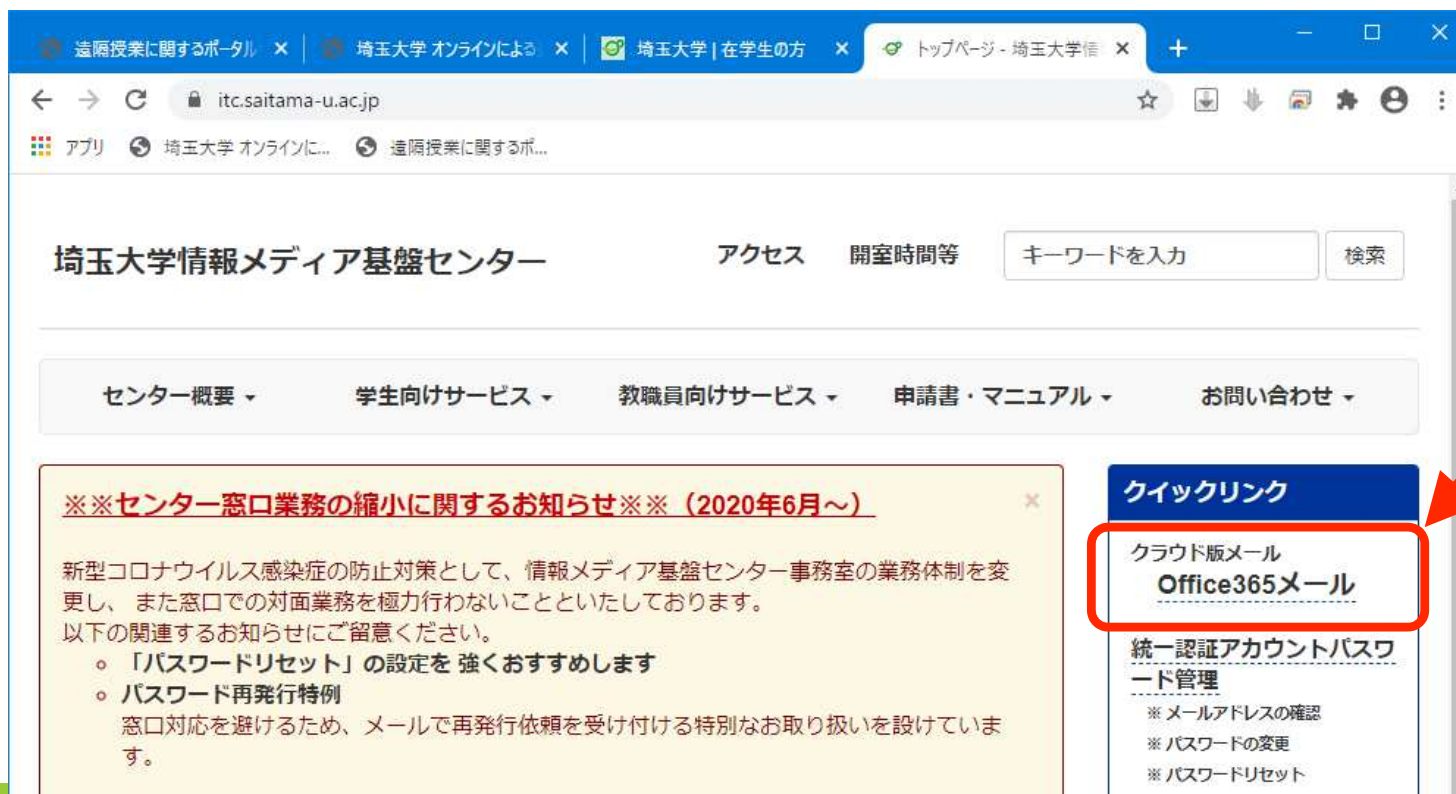 遠隔授業に関するポータル
埼玉大学 オンラインによる
埼玉大学 | 在学生の方
トップページ - 埼玉大学情
itc.saitama-u.ac.jp
アプリ
埼玉大学 オンラインに...
遠隔授業に関するポ...
埼玉大学情報メディア基盤センター
アクセス
開室時間等
キーワードを入力
検索
センター概要
学生向けサービス
教職員向けサービス
申請書・マニュアル
お問い合わせ
※※センター窓口業務の縮小に関するお知らせ※※(2020年6月~)
新型コロナウイルス感染症の防止対策として、情報メディア基盤センター事務室の業務体制を変
更し、 また窓口での対面業務を極力行わないことといたしております。
以下の関連するお知らせにご留意ください。
「パスワードリセット」の設定を 強くおすすめします
パスワード再発行特例
窓口対応を避けるため、メールで再発行依頼を受け付ける特別なお取り扱いを設けていま
す。
クイックリンク
クラウド版メール
Office365メール
統一認証アカウントパスワ
ード管理
※ メールアドレスの確認
※ パスワードの変更
※ パスワードリセット